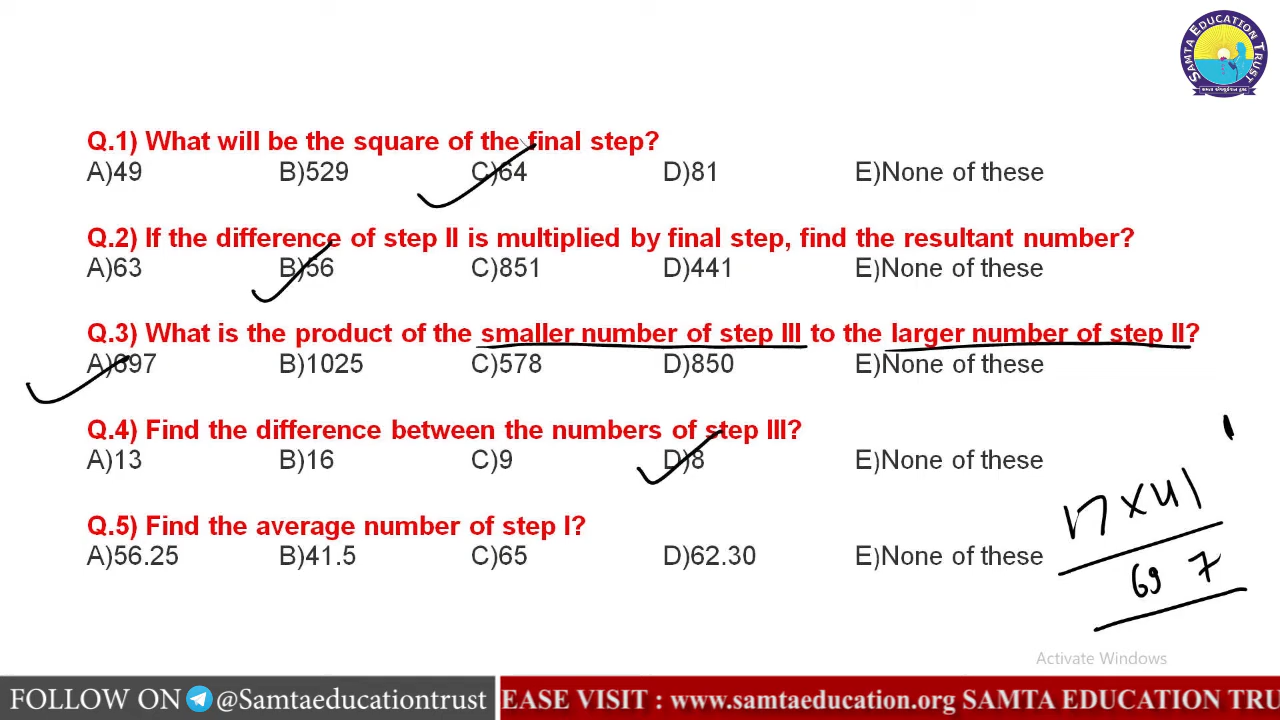 SAMTA EDUCATION TRUST
Q.1) What will be the square of the final step?
A)49 B)529 C)64 D)81 E)None of these
Q.2) If the difference of step II is multiplied by final step, find the resultant number?
A)63 B)56 C)851 D)441 E)None of these
Q.3) What is the product of the smaller number of step III to the larger number of step II?
A)697 B)1025 C)578 D)850 E)None of these
Q.4) Find the difference between the numbers of step III?
A)13 B)16 C)9 D)8 E)None of these
Q.5) Find the average number of step I?
A)56.25 B)41.5 C)65 D)62.30 E)None of these
17 x 41
69 7
Activate Windows
FOLLOW ON @Samtaeducationtrust EASE VISIT : www.samtaeducation.org SAMTA EDUCATION TRU